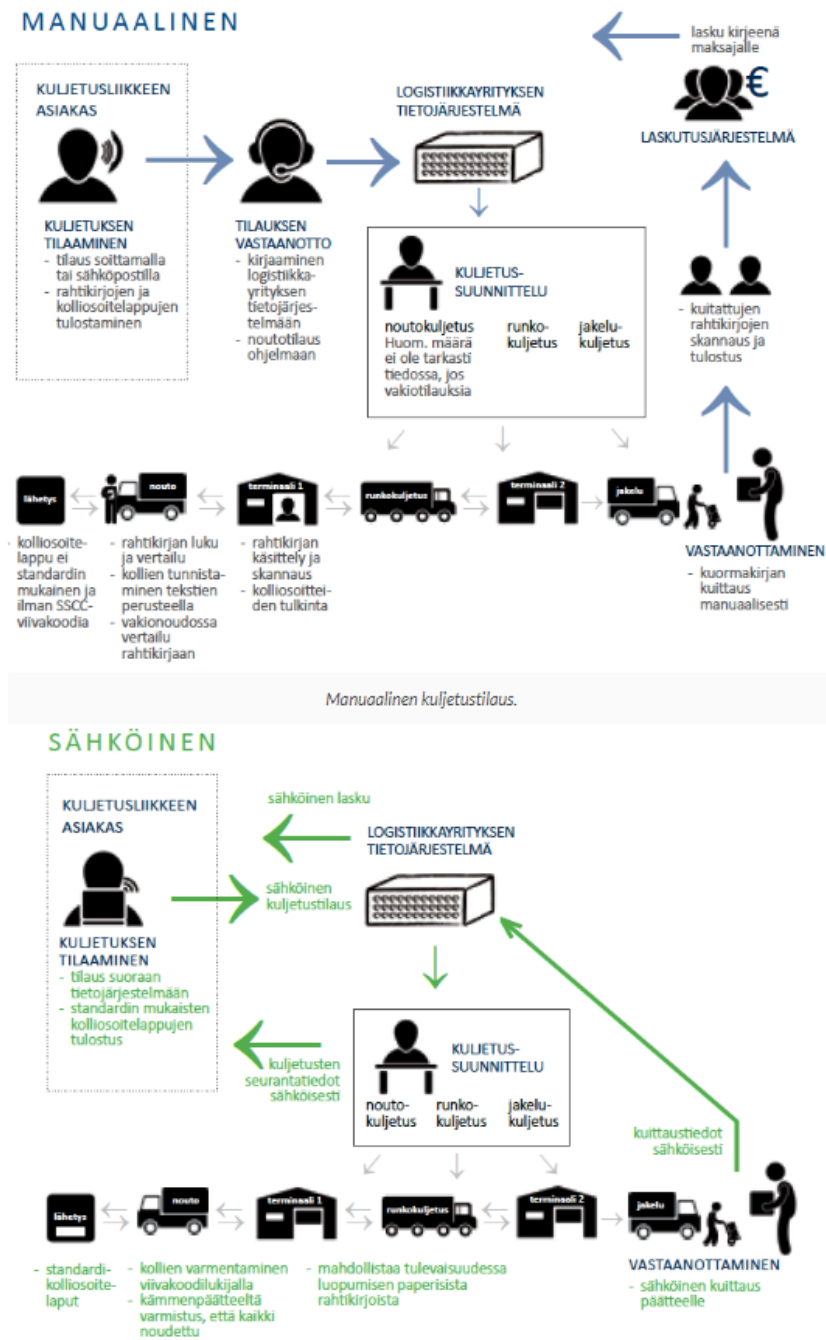 MANUAALINEN
lasku kirjeenä
maksajalle
KULJETUSLIIKKEEN
ASIAKAS
LOGISTIIKKAYRITYKSEN
TIETOJÄRJESTELMÄ
€
LASKUTUSJÄRJESTELMÄ
KULJETUKSEN
TILAAMINEN
- tilaus soittamalla
tai sähköpostilla
- rahtikirjojen ja
kolliosoitelappujen
tulostaminen
TILAUKSEN
VASTAANOTTO
- kirjaaminen
logistiikka-
yrityksen
tietojärjes-
telmään
- noutotilaus
ohjelmaan
KULJETUS-
SUUNNITTELU
noutokuljetus
Huom. määrä
ei ole tarkasti
tiedossa, jos
vakiotilauksia
runko-
kuljetus
jakelu-
kuljetus
- kuitattujen
rahtikirjojen
skannaus ja
tulostus
lähetys
nouto
terminaali 1
runkokuljetus
terminaali 2
jakelu
- kolliosoite-
lappu ei
standardin
mukainen ja
ilman SSCC-
viivakoodia
- rahtikirjan luku
ja vertailu
- kollien tunnista-
minen tekstien
perusteella
- vakionoudossa
vertailu
rahtikirjaan
- rahtikirjan
käsittely ja
skannaus
- kolliosoittei-
den tulkinta
VASTAANOTTAMINEN
- kuormakirjan
kuittaus
manuaalisesti
Manuaalinen kuljetustilaus.
SÄHKÖINEN
KULJETUSLIIKKEEN
ASIAKAS
sähköinen lasku
LOGISTIIKKAYRITYKSEN
TIETOJÄRJESTELMÄ
sähköinen
kuljetustilaus
KULJETUKSEN
TILAAMINEN
- tilaus suoraan
tietojärjestelmään
- standardin mukaisten
kolliosoitelappujen
tulostus
kuljetusten
seurantatiedot
sähköisesti
KULJETUS-
SUUNNITTELU
nouto-
kuljetus
runko-
kuljetus
jakelu-
kuljetus
kuittaustiedot
sähköisesti
lähetys
nouto
terminaali 1
runkokuljetus
terminaali 2
jakelu
- standardi-
kolliosoite-
laput
- kollien varmentaminen
viivakoodilukijalla
- kämmenpäätteeltä
varmistus, että kaikki
noudettu
- mahdollistaa tulevaisuudessa
luopumisen paperisista
rahtikirjoista
VASTAANOTTAMINEN
- sähköinen kuittaus
päätteelle